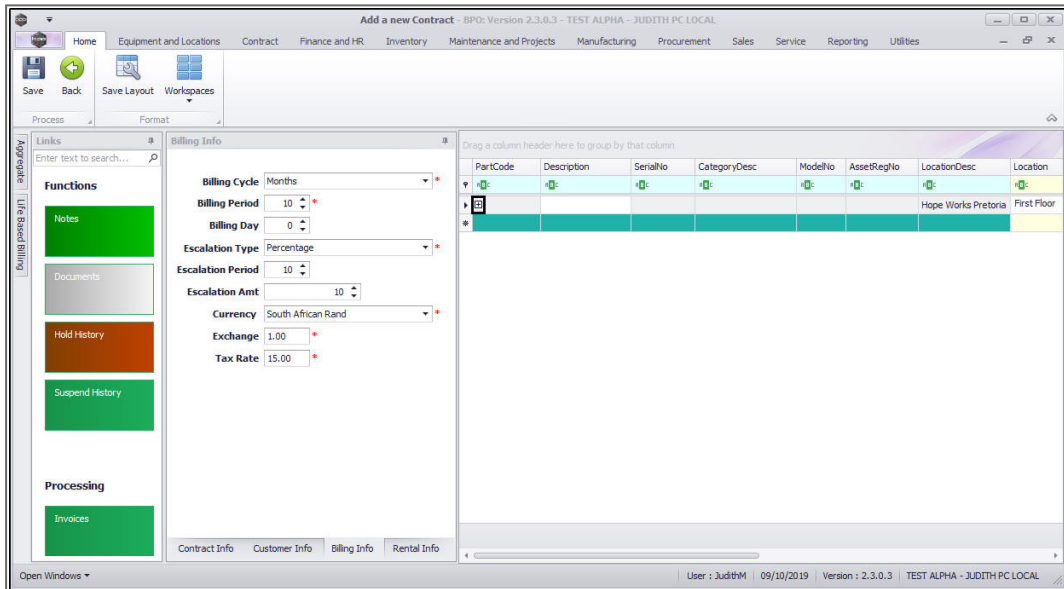 Add a new Contract - BPO: Version 2.3.0.3 - TEST ALPHA - JUDITH PC LOCAL
Home Equipment and Locations Contract Finance and HR Inventory Maintenance and Projects Manufacturing Procurement Sales Service Reporting Utilities
Save Back Save Layout Workspaces
Process Format
Aggregate
Life Based Billing
Links
Enter text to search...
Functions
Notes
Documents
Hold History
Suspend History
Processing
Invoices
Billing Info
Billing Cycle Months *
Billing Period 10 *
Billing Day 0
Escalation Type Percentage *
Escalation Period 10
Escalation Amt 10
Currency South African Rand *
Exchange 1.00 *
Tax Rate 15.00 *
Contract Info Customer Info Billing Info Rental Info
Drag a column header here to group by that column
PartCode Description SerialNo CategoryDesc ModelNo AssetRegNo LocationDesc Location
Hope Works Pretoria First Floor
Open Windows
User : JudithM 09/10/2019 Version : 2.3.0.3 TEST ALPHA - JUDITH PC LOCAL